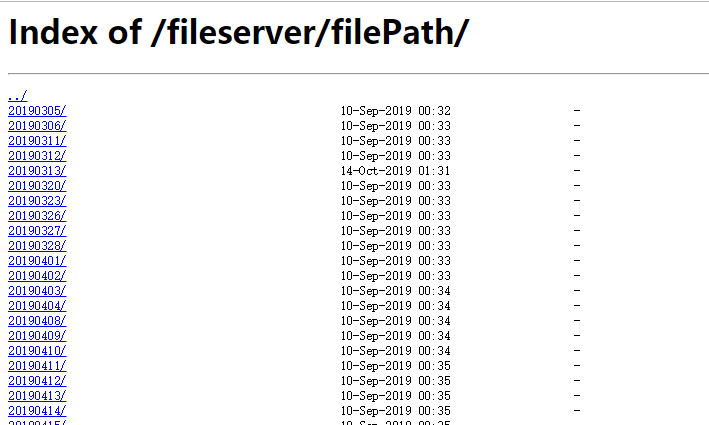 Index of /fileserver/filePath/
../
20190305/ 10-Sep-2019 00:32 -
20190306/ 10-Sep-2019 00:33 -
20190311/ 10-Sep-2019 00:33 -
20190312/ 10-Sep-2019 00:33 -
20190313/ 14-Oct-2019 01:31 -
20190320/ 10-Sep-2019 00:33 -
20190323/ 10-Sep-2019 00:33 -
20190326/ 10-Sep-2019 00:33 -
20190327/ 10-Sep-2019 00:33 -
20190328/ 10-Sep-2019 00:33 -
20190401/ 10-Sep-2019 00:33 -
20190402/ 10-Sep-2019 00:33 -
20190403/ 10-Sep-2019 00:34 -
20190404/ 10-Sep-2019 00:34 -
20190408/ 10-Sep-2019 00:34 -
20190409/ 10-Sep-2019 00:34 -
20190410/ 10-Sep-2019 00:34 -
20190411/ 10-Sep-2019 00:35 -
20190412/ 10-Sep-2019 00:35 -
20190413/ 10-Sep-2019 00:35 -
20190414/ 10-Sep-2019 00:35 -